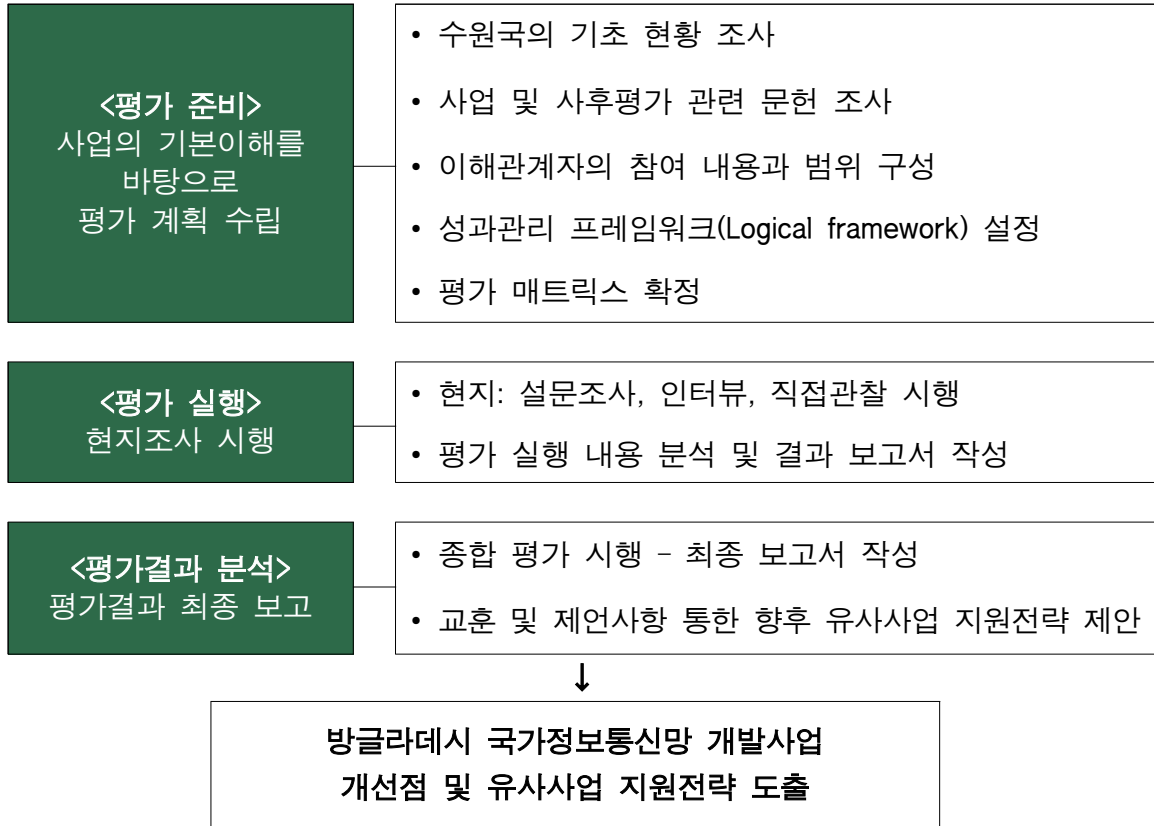 <평가 준비>
사업의 기본이해를
바탕으로
평가 계획 수립
• 수원국의 기초 현황 조사
• 사업 및 사후평가 관련 문헌 조사
• 이해관계자의 참여 내용과 범위 구성
• 성과관리 프레임워크(Logical framework) 설정
• 평가 매트릭스 확정
<평가 실행>
현지조사 시행
• 현지: 설문조사, 인터뷰, 직접관찰 시행
• 평가 실행 내용 분석 및 결과 보고서 작성
<평가결과 분석>
평가결과 최종 보고
• 종합 평가 시행 – 최종 보고서 작성
• 교훈 및 제언사항 통한 향후 유사사업 지원전략 제안
↓
방글라데시 국가정보통신망 개발사업
개선점 및 유사사업 지원전략 도출